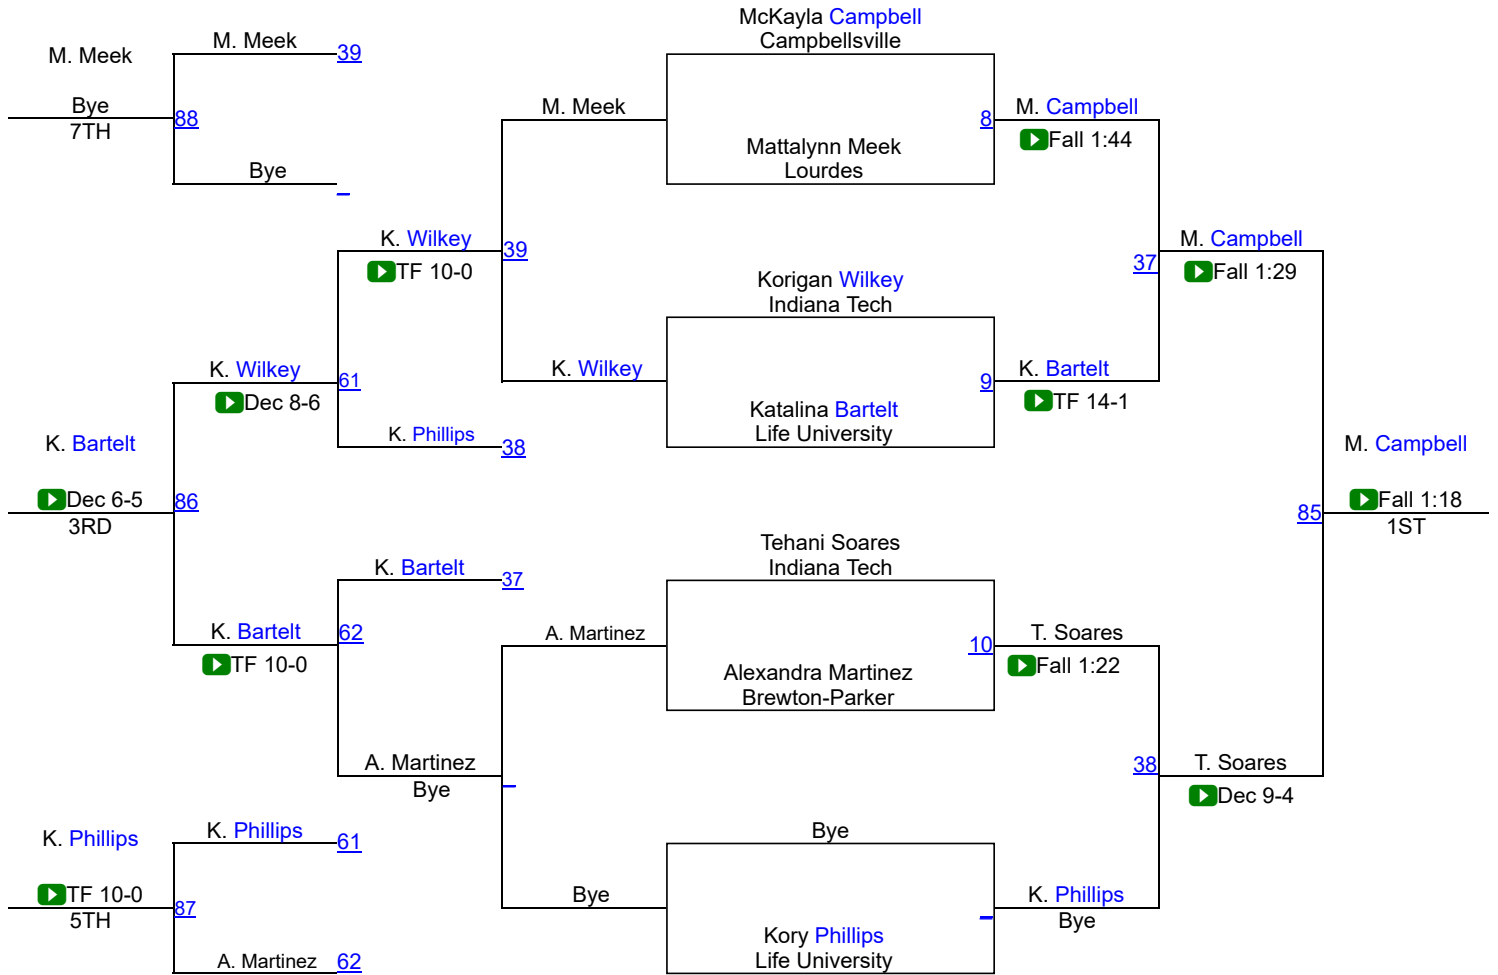 McKayla Campbell
Campbellsville
M. Meek
M. Meek
39
Bye
7TH
88
M. Meek
8
M. Campbell
Fall 1:44
Mattalynn Meek
Lourdes
Bye
K. Wilkey
TF 10-0
39
M. Campbell
37
Fall 1:29
Korigan Wilkey
Indiana Tech
K. Wilkey
Dec 8-6
61
K. Wilkey
9
K. Bartelt
TF 14-1
Katalina Bartelt
Life University
K. Phillips
38
K. Bartelt
Dec 6-5
3RD
86
M. Campbell
85
Fall 1:18
1ST
Tehani Soares
Indiana Tech
K. Bartelt
37
K. Bartelt
TF 10-0
62
A. Martinez
10
T. Soares
Fall 1:22
Alexandra Martinez
Brewton-Parker
A. Martinez
Bye
38
T. Soares
Dec 9-4
K. Phillips
K. Phillips
61
Bye
TF 10-0
5TH
87
Bye
K. Phillips
Bye
Kory Phillips
Life University
A. Martinez
62